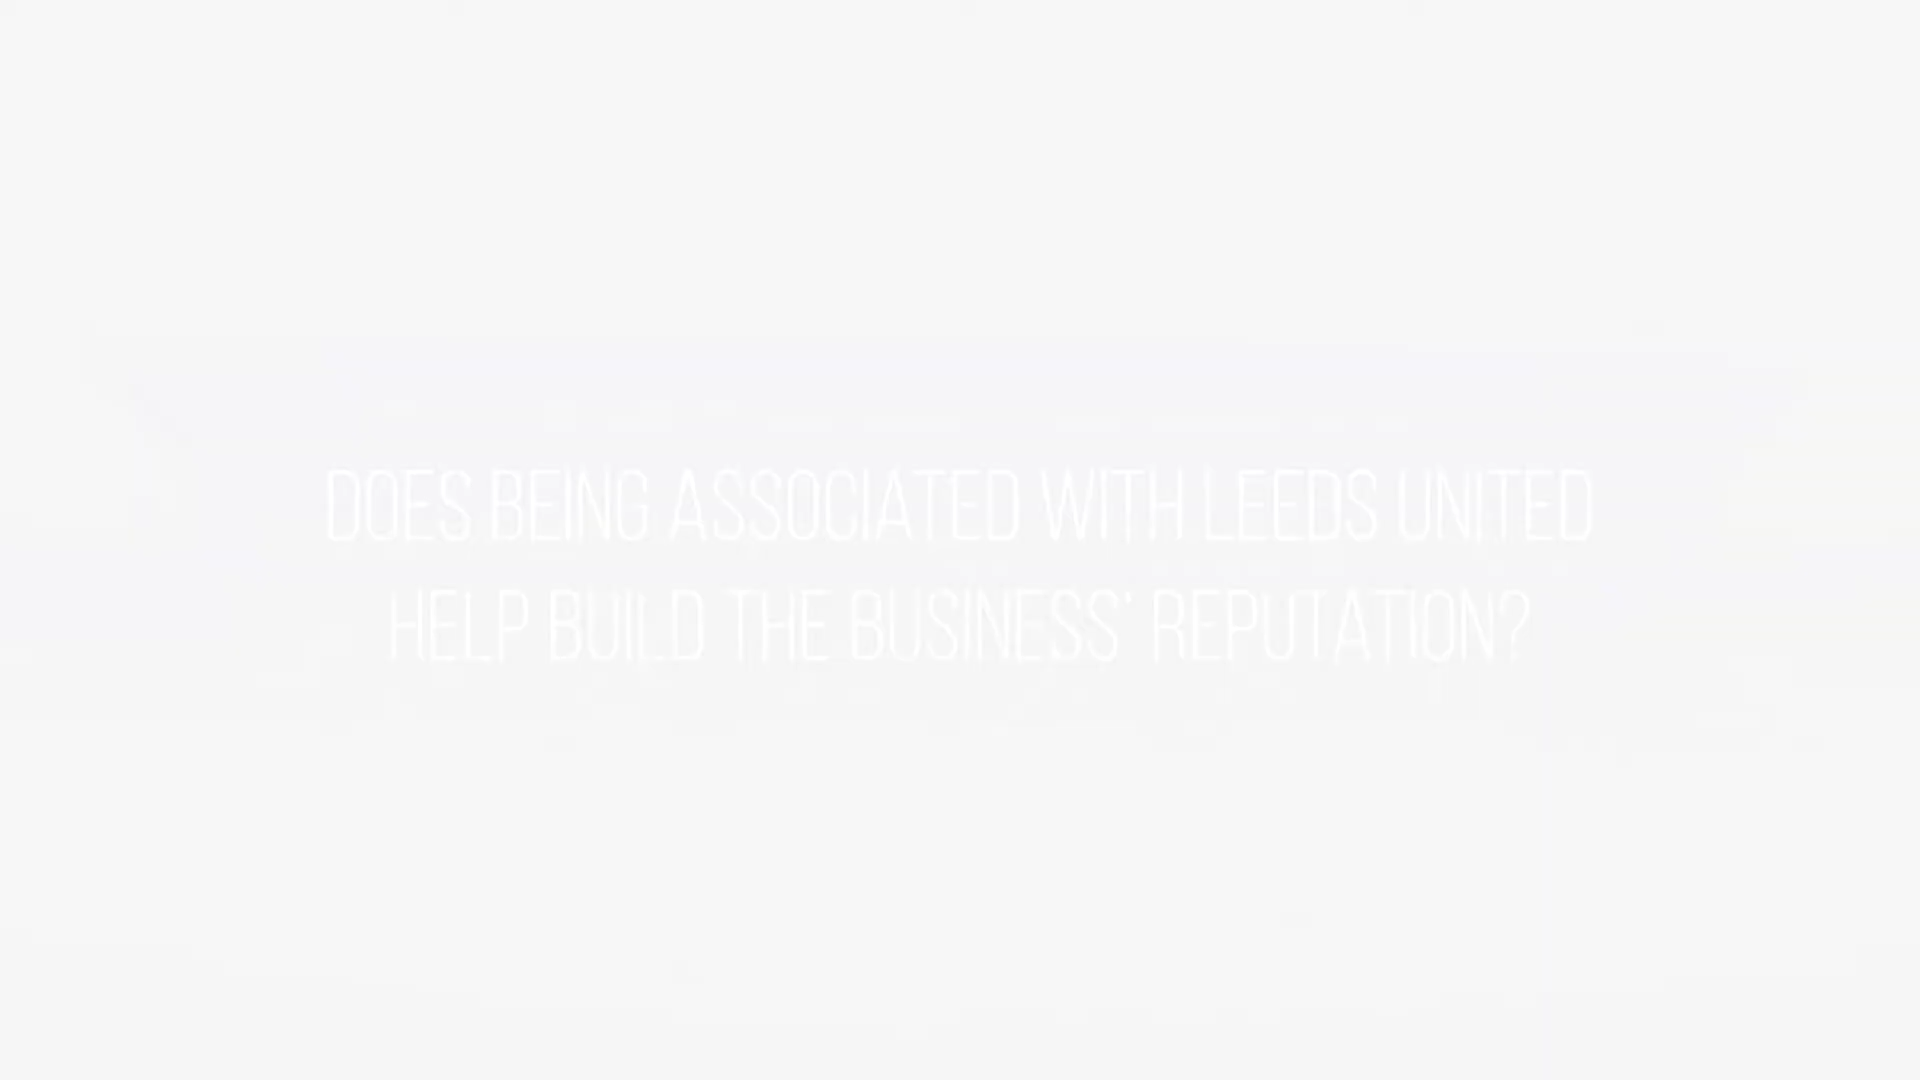 DOES BEING ASSOCIATED WITH LEEDS UNITED
HELP BUILD THE BUSINESS' REPUTATION?